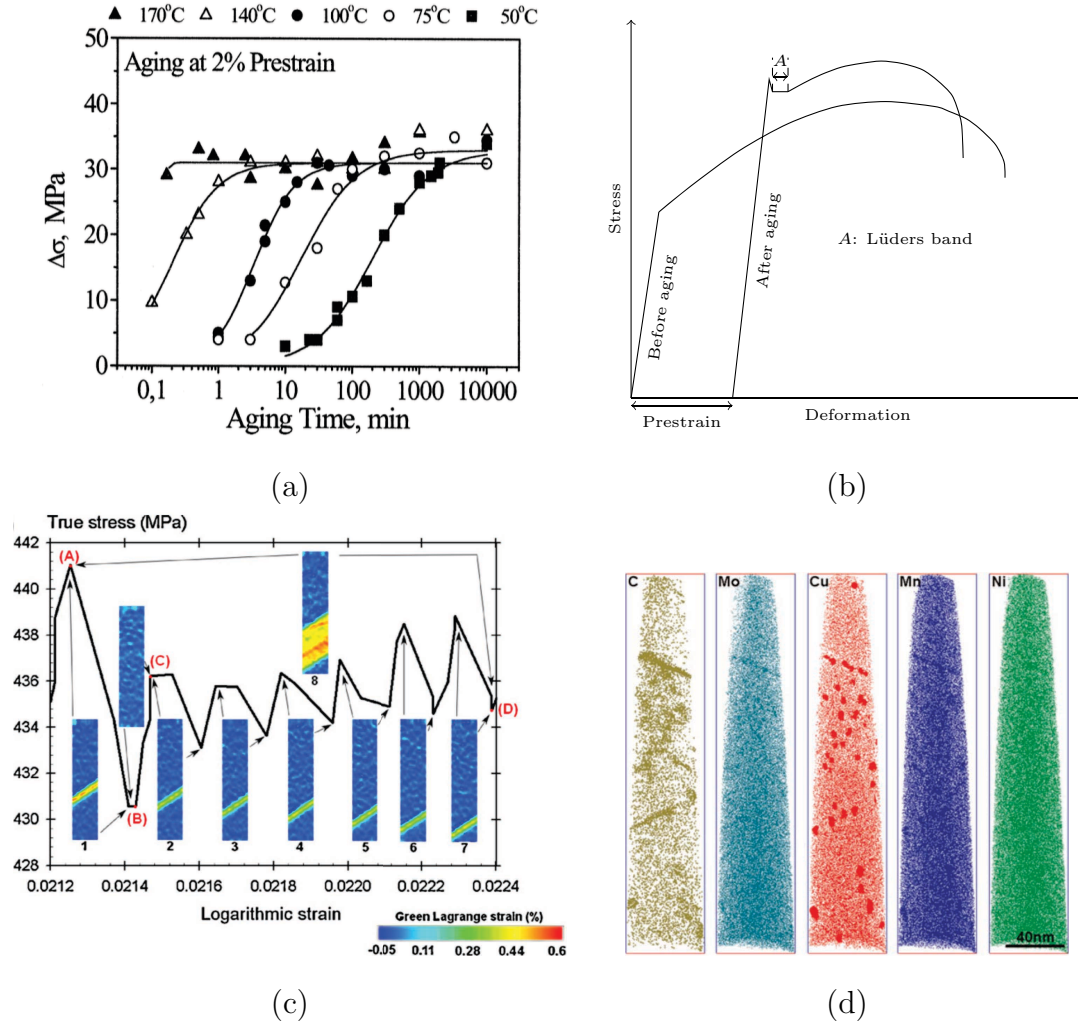 ▲ 170°C △ 140°C ● 100°C ○ 75°C ■ 50°C
50
40
30
20
10
0
Δσ, MPa
Aging at 2% Prestrain
0,1 1 10 100 1000 10000
Aging Time, min
(a)
Stress
Before aging
After aging
A
A: Lüders band
Prestrain
Deformation
(b)
True stress (MPa)
442
441
438
436
434
432
430
428
(A)
(B)
(C)
(D)
8
1 2 3 4 5 6 7
0.0212 0.0214 0.0216 0.0218 0.0220 0.0222 0.0224
Logarithmic strain
Green Lagrange strain (%)
-0.05 0.11 0.28 0.44 0.6
(c)
C Mo Cu Mn Ni
40nm
(d)